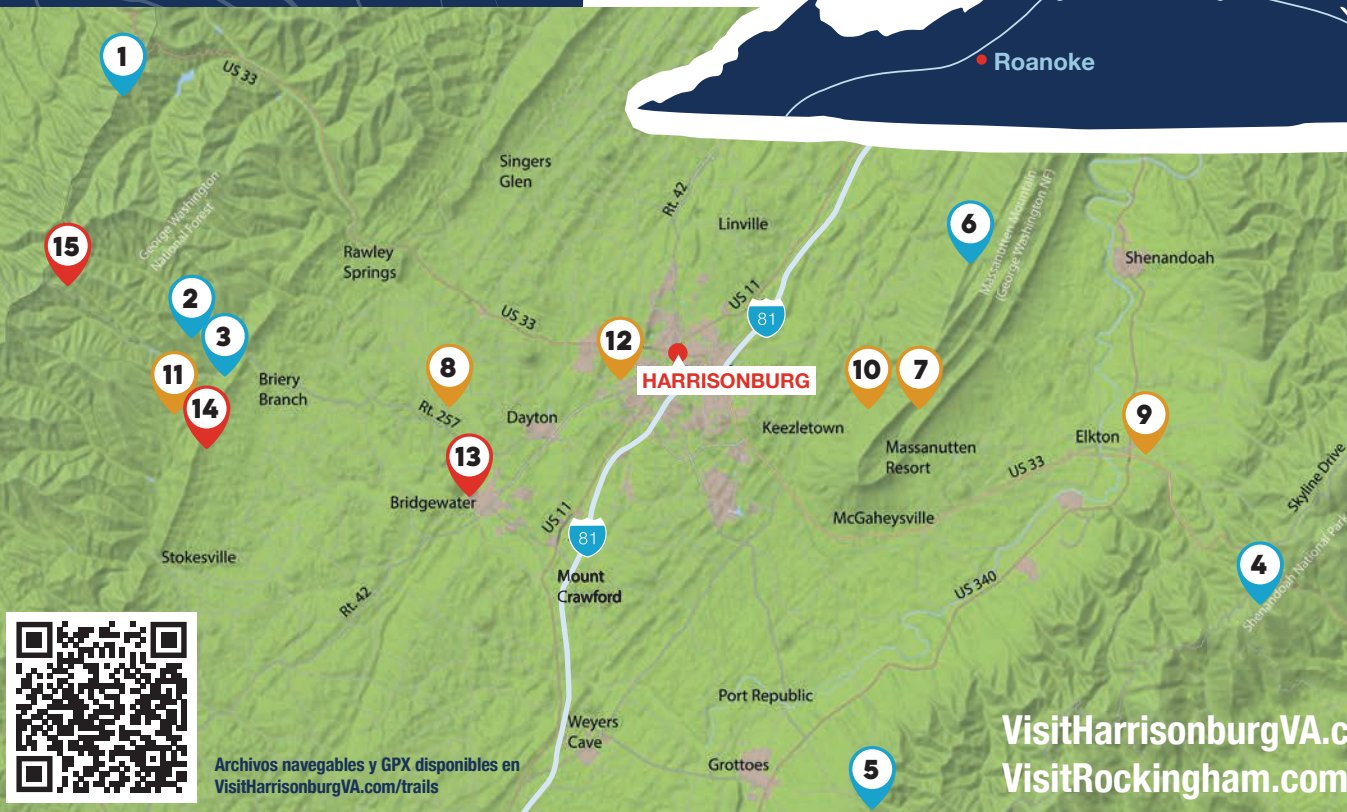 Roanoke
1
US 33
Singers
Glen
Rt. 42
Linville
Massanutten Mountain
(George Washington NF)
6
George Washington
National Forest
15
Rawley
Springs
Shenandoah
2
3
US 33
US 11
81
12
HARRISONBURG
8
10
7
11
14
Briery
Branch
Rt. 257
Dayton
Keezletown
9
Elkton
13
Massanutten
Resort
US 33
Skyline Drive
Bridgewater
US 11
81
McGaheysville
Stokesville
Mount
Crawford
Rt. 42
US 340
4
Shenandoah National Park
Port Republic
Weyers
Cave
Grottoes
5
Archivos navegables y GPX disponibles en
VisitHarrisonburgVA.com/trails
VisitHarrisonburgVA.c
VisitRockingham.com